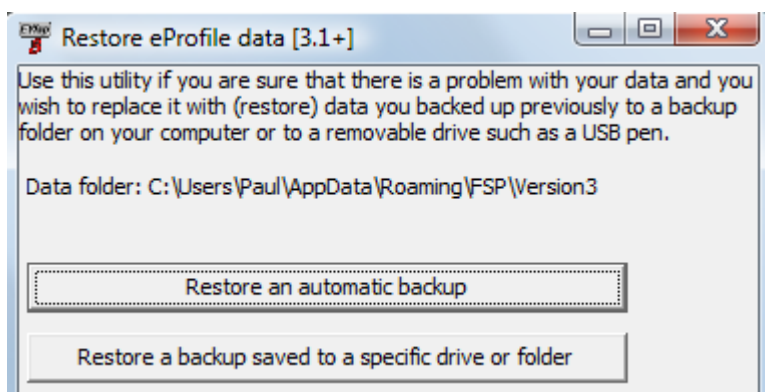 Restore eProfile data [3.1+]
Use this utility if you are sure that there is a problem with your data and you
wish to replace it with (restore) data you backed up previously to a backup
folder on your computer or to a removable drive such as a USB pen.
Data folder: C:\Users\Paul\AppData\Roaming\FSP\Version3
Restore an automatic backup
Restore a backup saved to a specific drive or folder